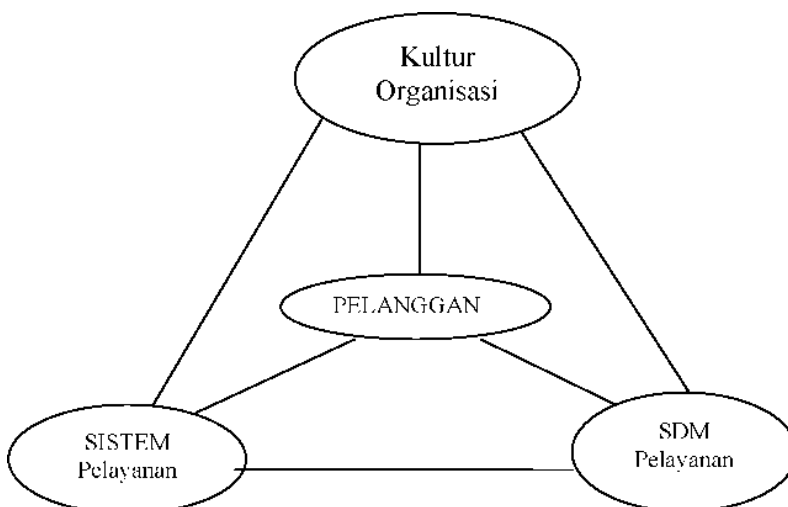 Kultur
Organisasi
PELANGGAN
SISTEM
Pelayanan
SDM
Pelayanan